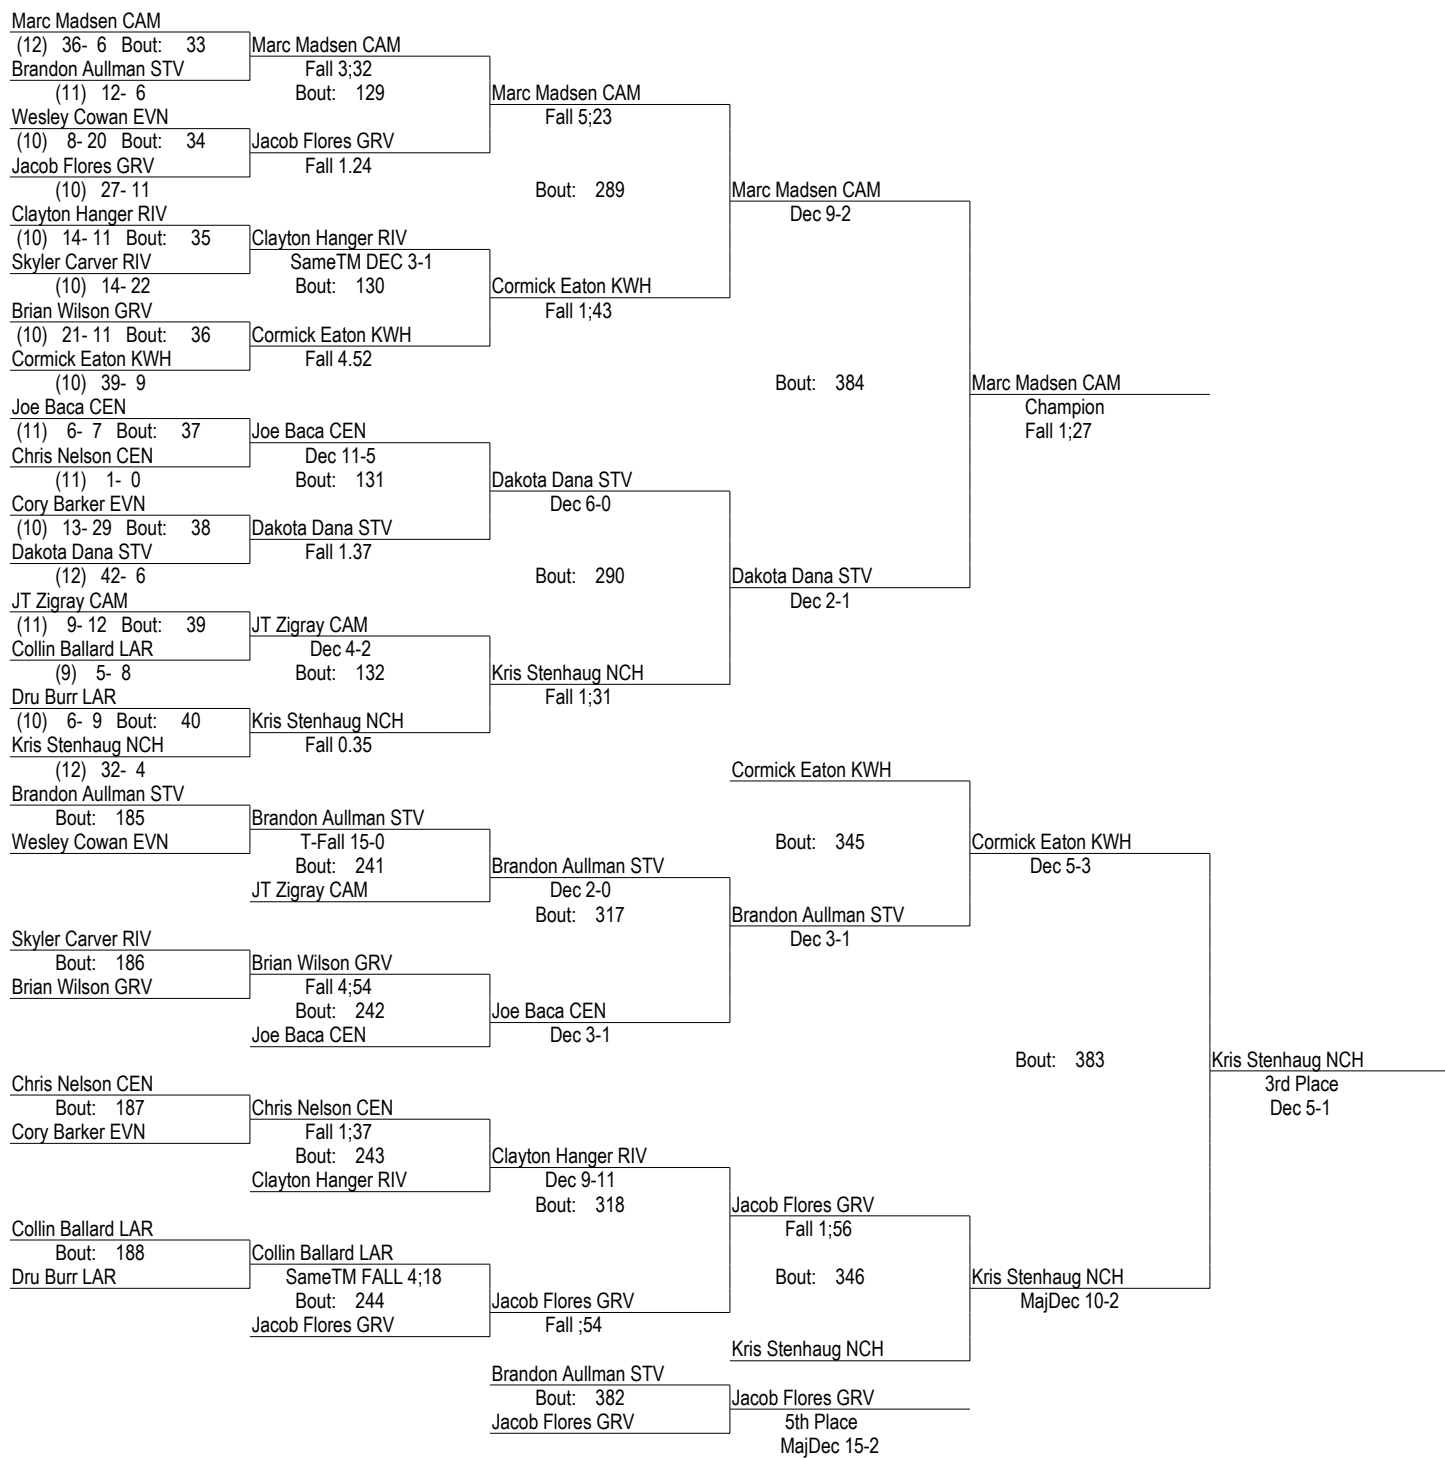 Marc Madsen CAM
(12) 36- 6 Bout: 33 Marc Madsen CAM
Brandon Aullman STV Fall 3;32
(11) 12- 6 Bout: 129 Marc Madsen CAM
Wesley Cowan EVN Fall 5;23
(10) 8- 20 Bout: 34 Jacob Flores GRV
Jacob Flores GRV Fall 1.24
(10) 27- 11 Bout: 289 Marc Madsen CAM
Clayton Hanger RIV Dec 9-2
(10) 14- 11 Bout: 35 Clayton Hanger RIV
Skyler Carver RIV SameTM DEC 3-1
(10) 14- 22 Bout: 130 Cormick Eaton KWH
Brian Wilson GRV Fall 1;43
(10) 21- 11 Bout: 36 Cormick Eaton KWH
Cormick Eaton KWH Fall 4.52
(10) 39- 9 Bout: 384 Marc Madsen CAM
Joe Baca CEN Champion
(11) 6- 7 Bout: 37 Joe Baca CEN Fall 1;27
Chris Nelson CEN Dec 11-5
(11) 1- 0 Bout: 131 Dakota Dana STV
Cory Barker EVN Dec 6-0
(10) 13- 29 Bout: 38 Dakota Dana STV
Dakota Dana STV Fall 1.37
(12) 42- 6 Bout: 290 Dakota Dana STV
JT Zigray CAM Dec 2-1
(11) 9- 12 Bout: 39 JT Zigray CAM
Collin Ballard LAR Dec 4-2
(9) 5- 8 Bout: 132 Kris Stenhaug NCH
Dru Burr LAR Fall 1;31
(10) 6- 9 Bout: 40 Kris Stenhaug NCH
Kris Stenhaug NCH Fall 0.35
(12) 32- 4 Cormick Eaton KWH
Brandon Aullman STV
Bout: 185 Brandon Aullman STV
Wesley Cowan EVN T-Fall 15-0 Bout: 345 Cormick Eaton KWH
Bout: 241 Brandon Aullman STV Dec 5-3
JT Zigray CAM Dec 2-0
Bout: 317 Brandon Aullman STV
Skyler Carver RIV Dec 3-1
Bout: 186 Brian Wilson GRV
Brian Wilson GRV Fall 4;54
Bout: 242 Joe Baca CEN
Joe Baca CEN Dec 3-1
Bout: 383 Kris Stenhaug NCH
Chris Nelson CEN 3rd Place
Bout: 187 Chris Nelson CEN Dec 5-1
Cory Barker EVN Fall 1;37
Bout: 243 Clayton Hanger RIV
Clayton Hanger RIV Dec 9-11
Bout: 318 Jacob Flores GRV
Collin Ballard LAR Fall 1;56
Bout: 188 Collin Ballard LAR
Dru Burr LAR SameTM FALL 4;18 Bout: 346 Kris Stenhaug NCH
Bout: 244 Jacob Flores GRV MajDec 10-2
Jacob Flores GRV Fall ;54
Kris Stenhaug NCH
Brandon Aullman STV
Bout: 382 Jacob Flores GRV
Jacob Flores GRV 5th Place
MajDec 15-2